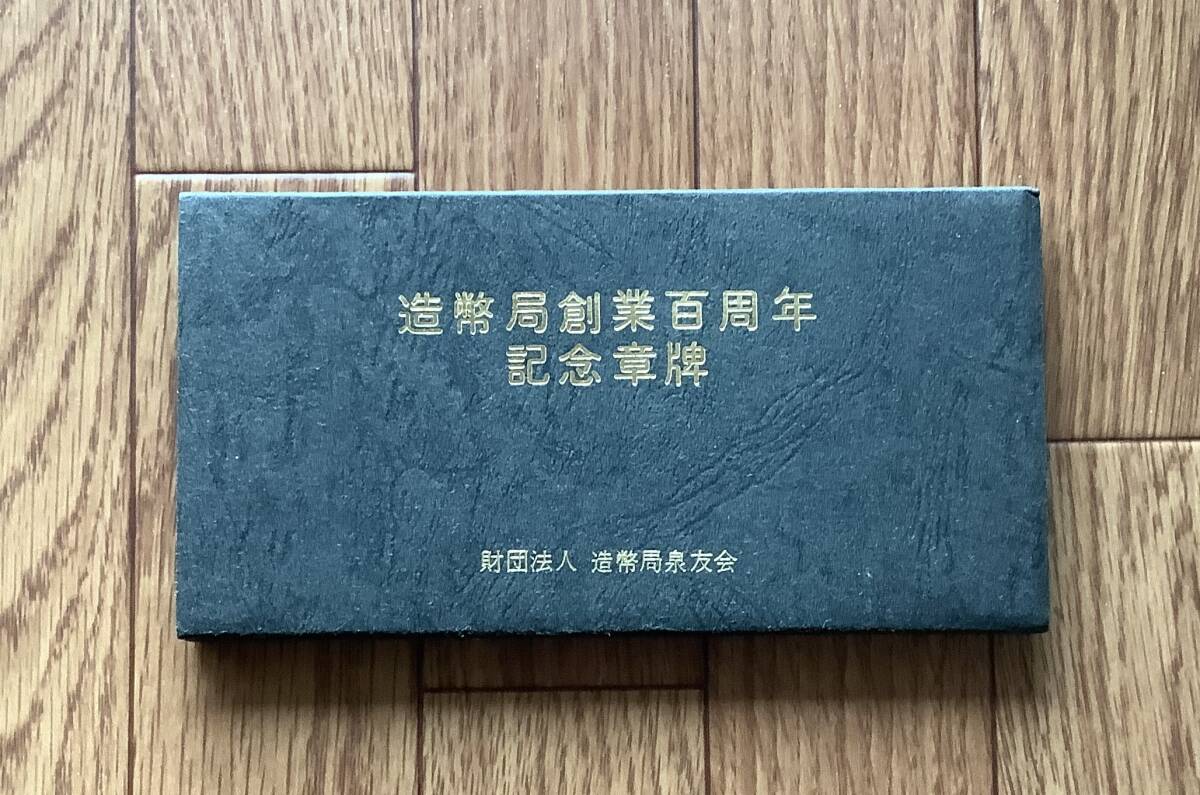 造幣局創業百周年
記念章牌
財団法人 造幣局泉友会